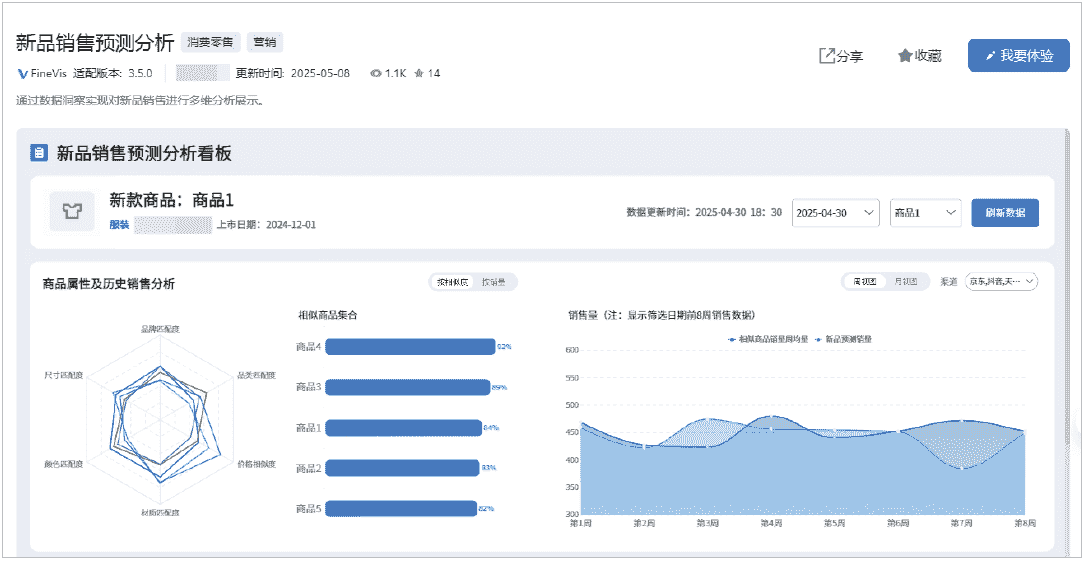 新品销售预测分析 消费零售 营销
分享 收藏 我要体验
FineVis 适配版本: 3.5.0 更新时间: 2025-05-08 1.1K 14
通过数据洞察实现对新品销售进行多维分析展示。
新品销售预测分析看板
新款商品：商品1
服装 上市日期：2024-12-01
数据更新时间：2025-04-30 18：30 2025-04-30 商品1 刷新数据
商品属性及历史销售分析
按相似度 按销量
周视图 月视图 渠道 京东,抖音,天…
品牌匹配度
品类匹配度
价格相似度
材质匹配度
颜色匹配度
尺寸匹配度
相似商品集合
商品4 92%
商品3 89%
商品1 84%
商品2 83%
商品5 82%
销售量（注：显示筛选日期前8周销售数据）
相似商品销量周均量 新品预测销量
600
550
500
450
400
350
300
第1周 第2周 第3周 第4周 第5周 第6周 第7周 第8周